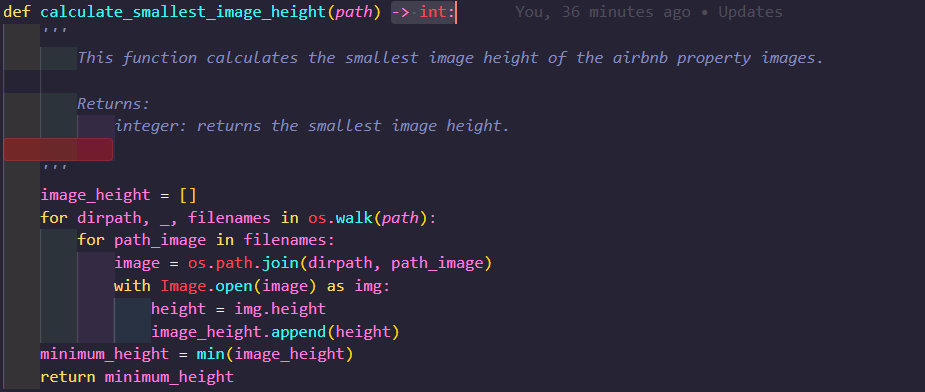 def calculate_smallest_image_height(path) -> int:     You, 36 minutes ago • Updates
    '''
        This function calculates the smallest image height of the airbnb property images.

        Returns:
            integer: returns the smallest image height.

    '''
    image_height = []
    for dirpath, _, filenames in os.walk(path):
        for path_image in filenames:
            image = os.path.join(dirpath, path_image)
            with Image.open(image) as img:
                height = img.height
                image_height.append(height)
    minimum_height = min(image_height)
    return minimum_height